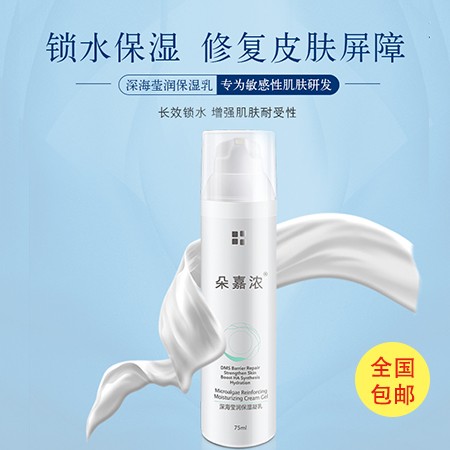 锁水保湿 修复皮肤屏障
深海莹润保湿乳 专为敏感性肌肤研发
长效锁水 增强肌肤耐受性
朵嘉浓®
DMS Barrier Repair
Strengthen Skin
Boost HA Synthesis
Hydration
Microalgae Reinforcing
Moisturizing Cream Gel
深海莹润保湿凝乳
75ml
全国
包邮